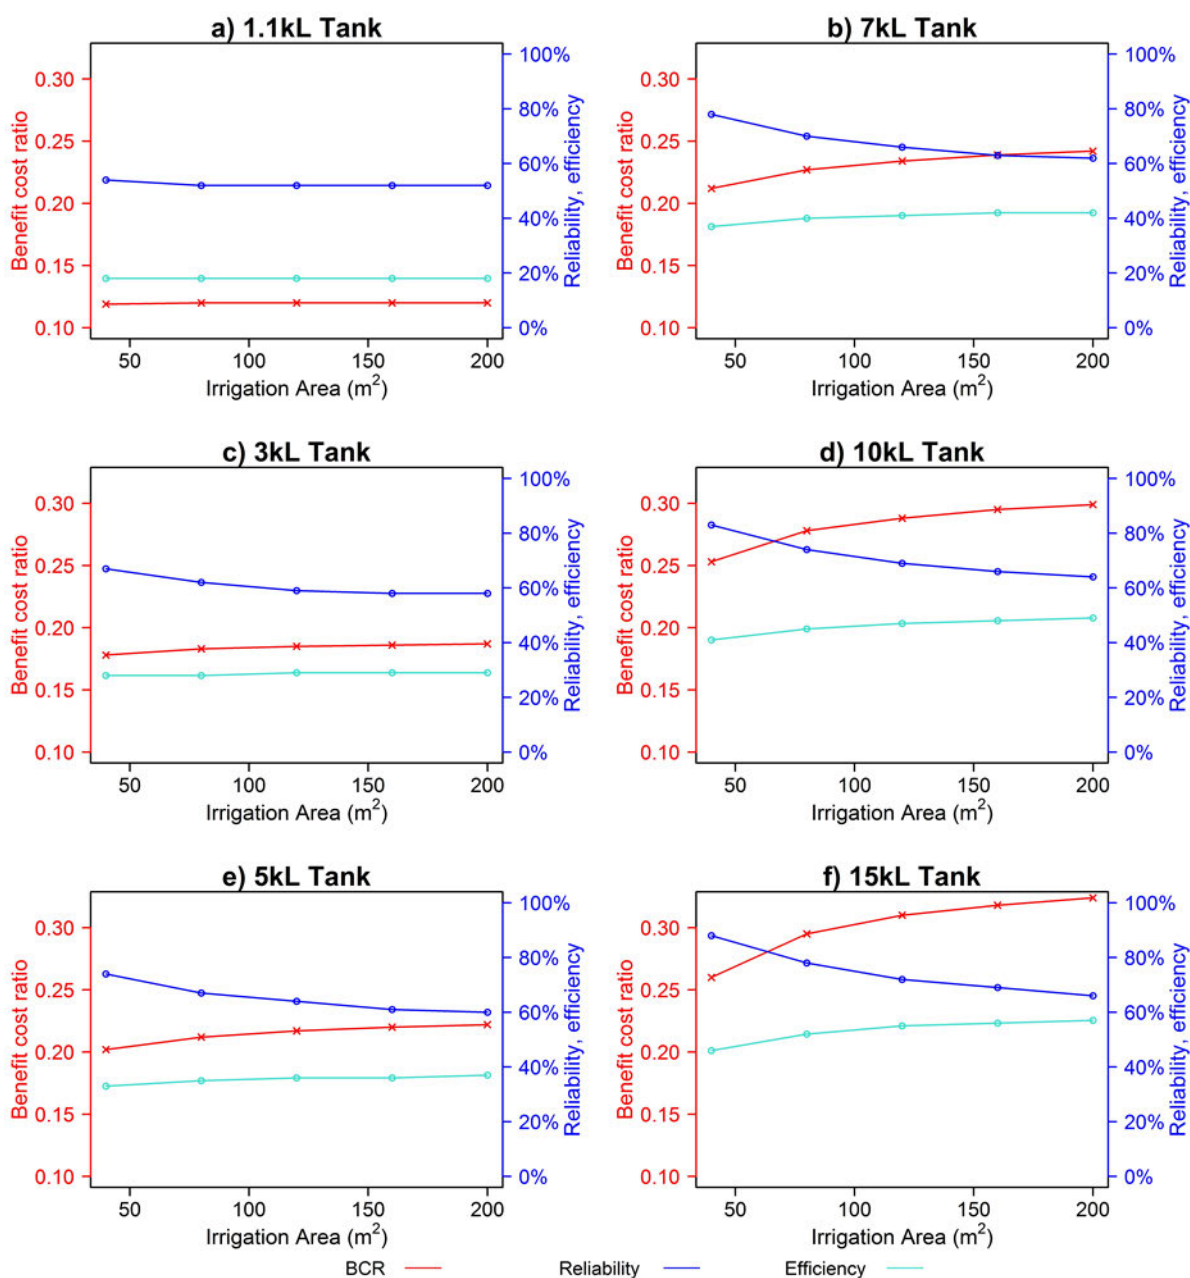 a) 1.1kL Tank
Benefit cost ratio
0.30
0.25
0.20
0.15
0.10
100%
80%
60%
40%
20%
0%
Reliability, efficiency
50 100 150 200
Irrigation Area (m²)
b) 7kL Tank
Benefit cost ratio
0.30
0.25
0.20
0.15
0.10
100%
80%
60%
40%
20%
0%
Reliability, efficiency
50 100 150 200
Irrigation Area (m²)
c) 3kL Tank
Benefit cost ratio
0.30
0.25
0.20
0.15
0.10
100%
80%
60%
40%
20%
0%
Reliability, efficiency
50 100 150 200
Irrigation Area (m²)
d) 10kL Tank
Benefit cost ratio
0.30
0.25
0.20
0.15
0.10
100%
80%
60%
40%
20%
0%
Reliability, efficiency
50 100 150 200
Irrigation Area (m²)
e) 5kL Tank
Benefit cost ratio
0.30
0.25
0.20
0.15
0.10
100%
80%
60%
40%
20%
0%
Reliability, efficiency
50 100 150 200
Irrigation Area (m²)
f) 15kL Tank
Benefit cost ratio
0.30
0.25
0.20
0.15
0.10
100%
80%
60%
40%
20%
0%
Reliability, efficiency
50 100 150 200
Irrigation Area (m²)
BCR Reliability Efficiency